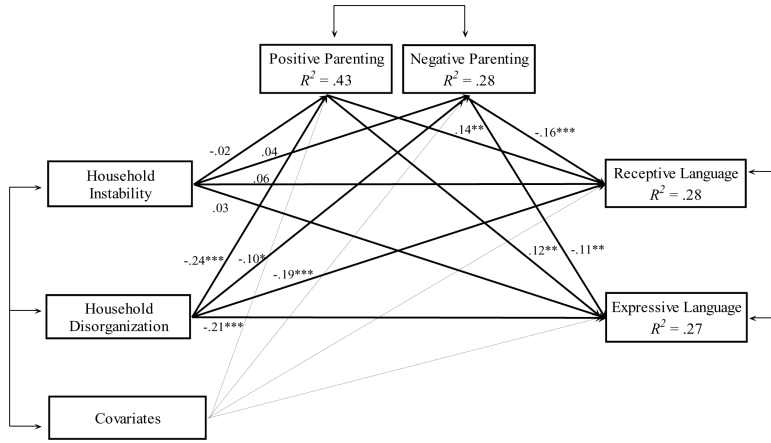 Positive Parenting
R² = .43
Negative Parenting
R² = .28
-.02
.04
.14**
-.16***
Household
Instability
.06
Receptive Language
R² = .28
.03
-.24***
-.10*
-.19***
.12**
-.11**
Household
Disorganization
-.21***
Expressive Language
R² = .27
Covariates